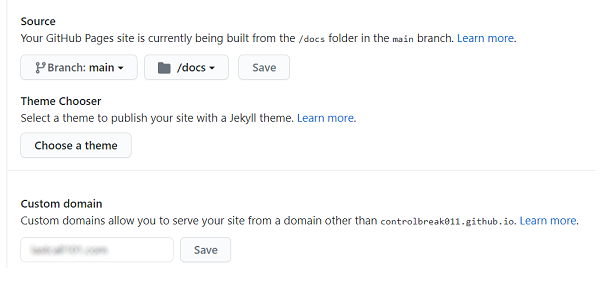 Source
Your GitHub Pages site is currently being built from the /docs folder in the main branch. Learn more.
Branch: main /docs Save
Theme Chooser
Select a theme to publish your site with a Jekyll theme. Learn more.
Choose a theme
Custom domain
Custom domains allow you to serve your site from a domain other than controlbreak011.github.io. Learn more.
Save